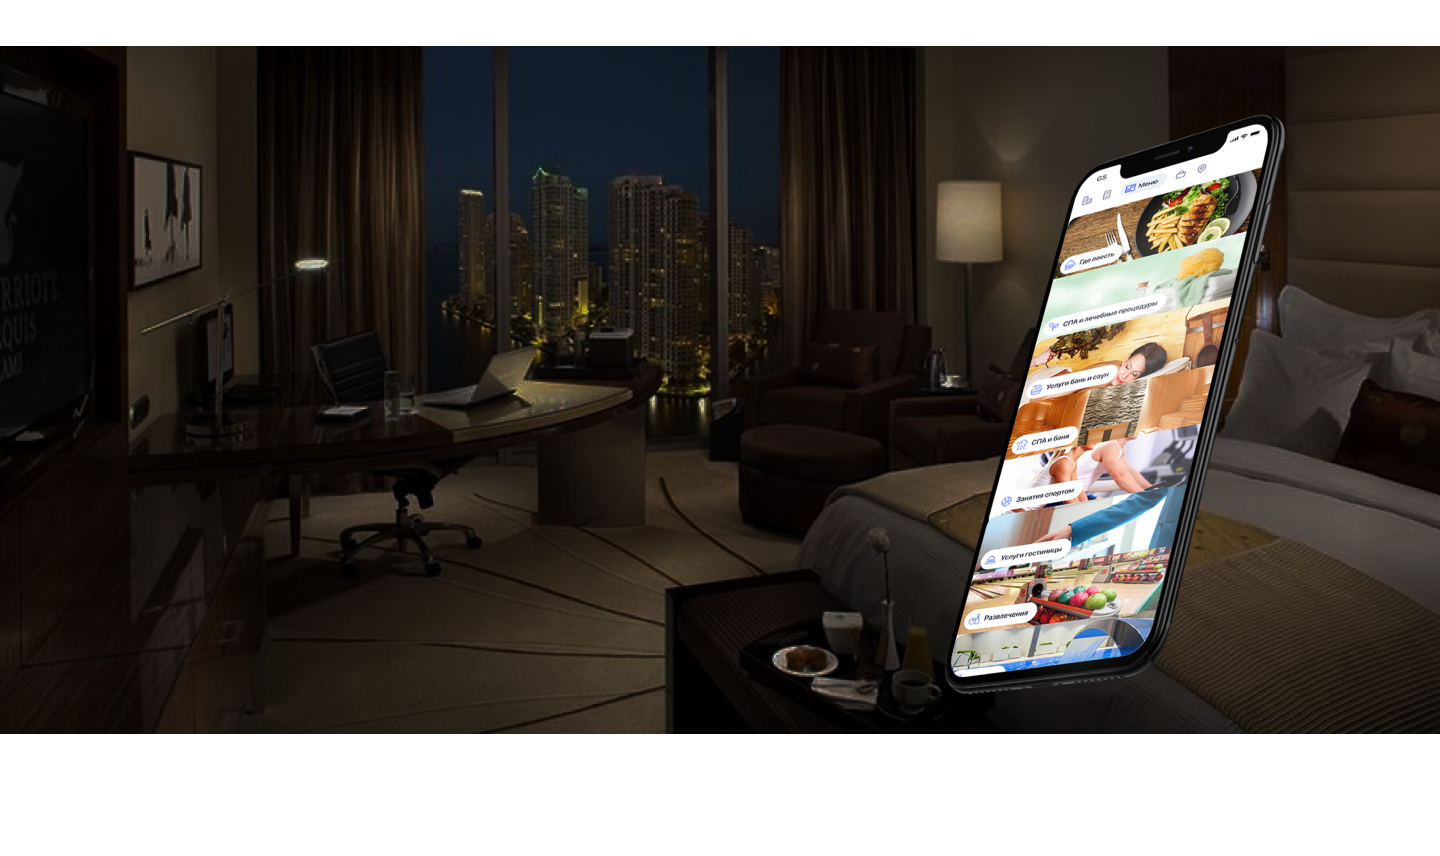 RRIOTT
QUIS
AMI
GS
Меню
Где поесть
СПА и лечебные процедуры
Услуги бань и саун
СПА и баня
Занятия спортом
Услуги гостиницы
Развлечения